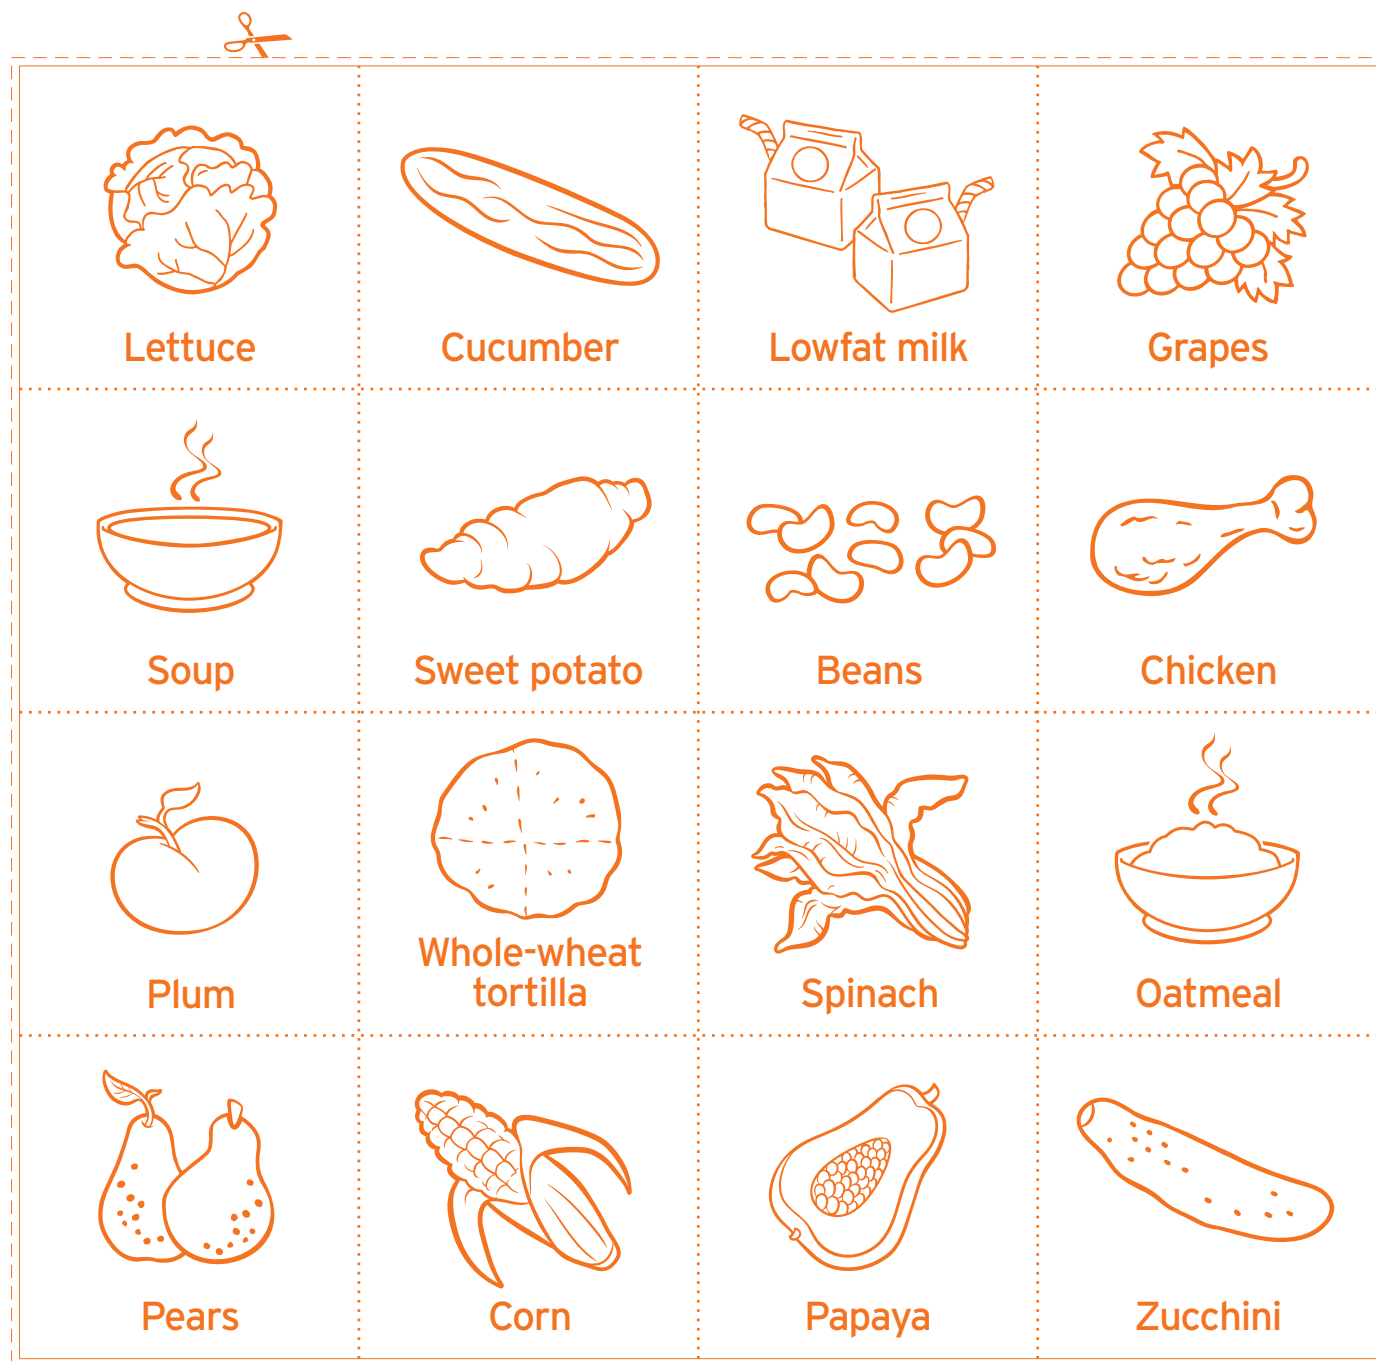 Lettuce
Cucumber
Lowfat milk
Grapes
Soup
Sweet potato
Beans
Chicken
Plum
Whole-wheat
tortilla
Spinach
Oatmeal
Pears
Corn
Papaya
Zucchini